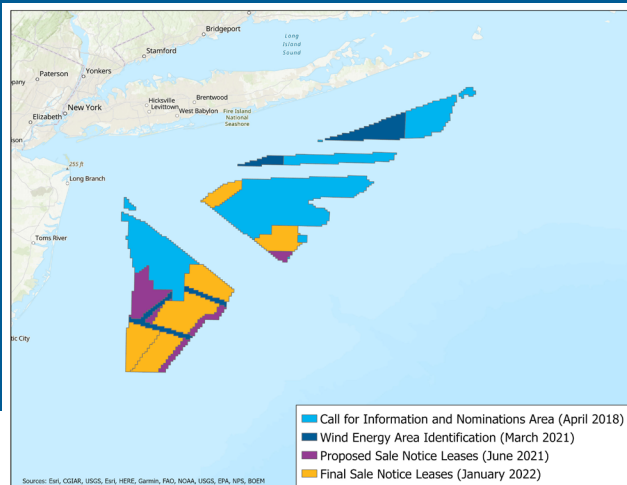 Bridgeport
Long
Island
Sound
Stamford
Paterson
Yonkers
pany
Hicksville
Brentwood
New York
Levittown
West Babylon
Fire Island
National
Seashore
Elizabeth
ison
255 ft
Long Branch
Toms River
tic City
Call for Information and Nominations Area (April 2018)
Wind Energy Area Identification (March 2021)
Proposed Sale Notice Leases (June 2021)
Final Sale Notice Leases (January 2022)
Sources: Esri, CGIAR, USGS, Esri, HERE, Garmin, FAO, NOAA, USGS, EPA, NPS, BOEM